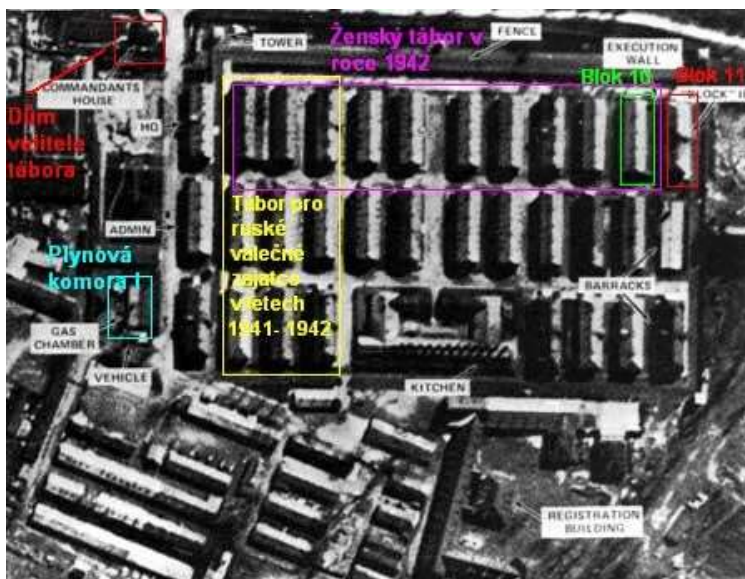 TOWER
Ženský tábor v
roce 1942
FENCE
EXECUTION
WALL
Blok 10
Blok 11
COMMANDANTS
HOUSE
HQ
Dům
velitele
tábora
ADMIN
Tábor pro
ruské
válečné
zajatce
v letech
1941- 1942
Plynová
komora I
GAS
CHAMBER
VEHICLE
BARRACKS
KITCHEN
REGISTRATION
BUILDING